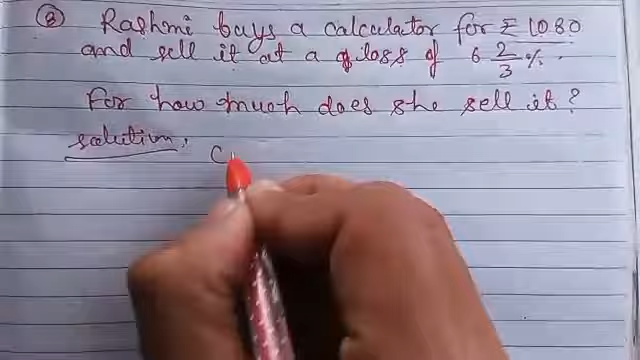 ⑧ Rashmi buys a calculator for ₹ 1080
and sell it at a loss of 6 2/3 %.
For how much does she sell it?
solution,
C